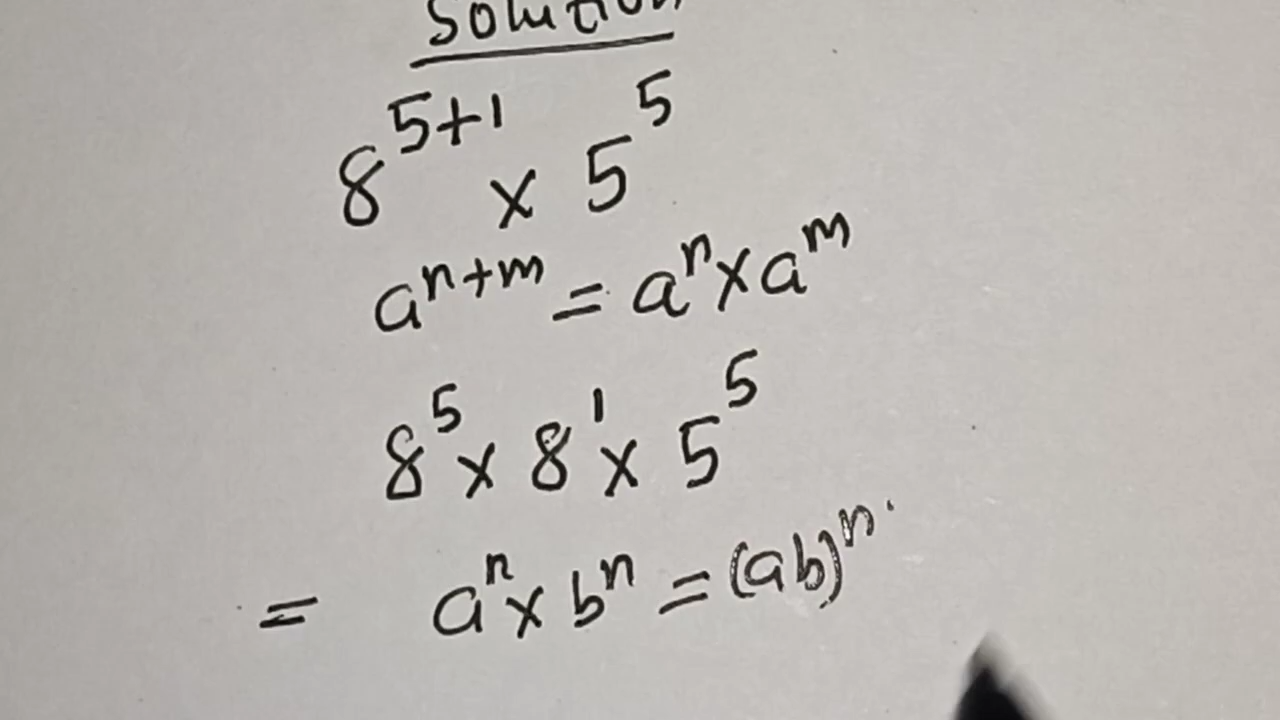 Solution
8^{5+1} × 5^5
a^{n+m} = a^n × a^m
8^5 × 8^1 × 5^5
= a^n × b^n = (ab)^n.